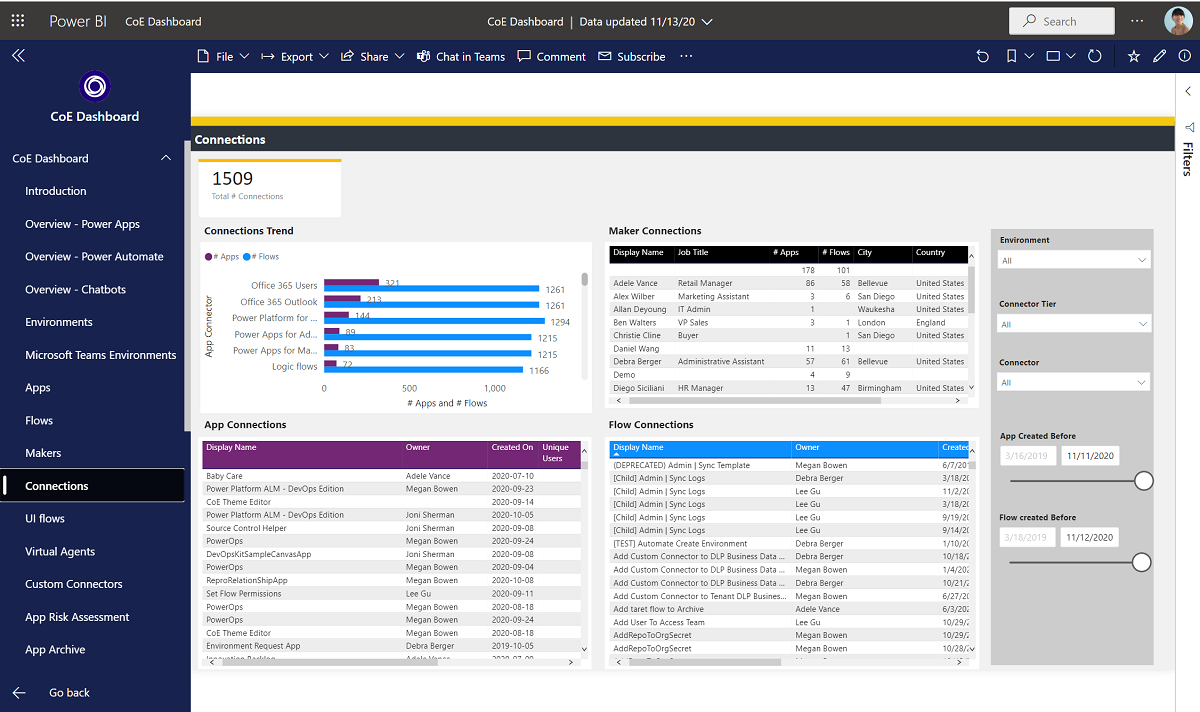 Power BI CoE Dashboard CoE Dashboard | Data updated 11/13/20 Search
File Export Share Chat in Teams Comment Subscribe
CoE Dashboard
CoE Dashboard
Introduction
Overview - Power Apps
Overview - Power Automate
Overview - Chatbots
Environments
Microsoft Teams Environments
Apps
Flows
Makers
Connections
UI flows
Virtual Agents
Custom Connectors
App Risk Assessment
App Archive
Go back
Connections
1509
Total # Connections
Connections Trend
# Apps # Flows
App Connector
Office 365 Users 321 1261
Office 365 Outlook 213 1261
Power Platform for ... 144 1294
Power Apps for Ad... 89 1215
Power Apps for Ma... 83 1215
Logic flows 72 1166
0 500 1,000
# Apps and # Flows
Maker Connections
Display Name Job Title # Apps # Flows City Country
178 101
Adele Vance Retail Manager 86 58 Bellevue United States
Alex Wilber Marketing Assistant 3 6 San Diego United States
Allan Deyoung IT Admin 1 Waukesha United States
Ben Walters VP Sales 3 1 London England
Christie Cline Buyer 1 San Diego United States
Daniel Wang 11 13
Debra Berger Administrative Assistant 57 61 Bellevue United States
Demo 4 9
Diego Siciliani HR Manager 13 47 Birmingham United States
App Connections
Display Name Owner Created On Unique
Users
Baby Care Adele Vance 2020-07-10
Power Platform ALM - DevOps Edition Megan Bowen 2020-09-23
CoE Theme Editor 2020-09-14
Power Platform ALM - DevOps Edition Joni Sherman 2020-10-05
Source Control Helper Joni Sherman 2020-09-08
PowerOps Megan Bowen 2020-09-24
DevOpsKitSampleCanvasApp Joni Sherman 2020-09-08
PowerOps Megan Bowen 2020-09-04
ReproRelationShipApp Megan Bowen 2020-10-08
Set Flow Permissions Lee Gu 2020-09-11
PowerOps Megan Bowen 2020-08-18
PowerOps Megan Bowen 2020-09-24
CoE Theme Editor Megan Bowen 2020-08-18
Environment Request App Debra Berger 2019-10-05
Flow Connections
Display Name Owner Created
(DEPRECATED) Admin | Sync Template Megan Bowen 6/7/201
[Child] Admin | Sync Logs Debra Berger 3/18/20
[Child] Admin | Sync Logs Lee Gu 11/2/20
[Child] Admin | Sync Logs Lee Gu 3/18/20
[Child] Admin | Sync Logs Lee Gu 9/19/20
[Child] Admin | Sync Logs Lee Gu 9/14/20
[TEST] Automate Create Environment Debra Berger 1/10/20
Add Custom Connector to DLP Business Data ... Debra Berger 10/18/2
Add Custom Connector to DLP Business Data ... Megan Bowen 1/4/202
Add Custom Connector to DLP Business Data ... Debra Berger 10/21/2
Add Custom Connector to Tenant DLP Busines... Megan Bowen 6/27/20
Add taret flow to Archive Adele Vance 6/3/202
Add User To Access Team Lee Gu 10/29/2
AddRepoToOrgSecret Megan Bowen 10/29/2
AddRepoToOrgSecret Megan Bowen 10/28/2
Environment
All
Connector Tier
All
Connector
All
App Created Before
3/16/2019 11/11/2020
Flow created Before
3/18/2019 11/12/2020
Filters